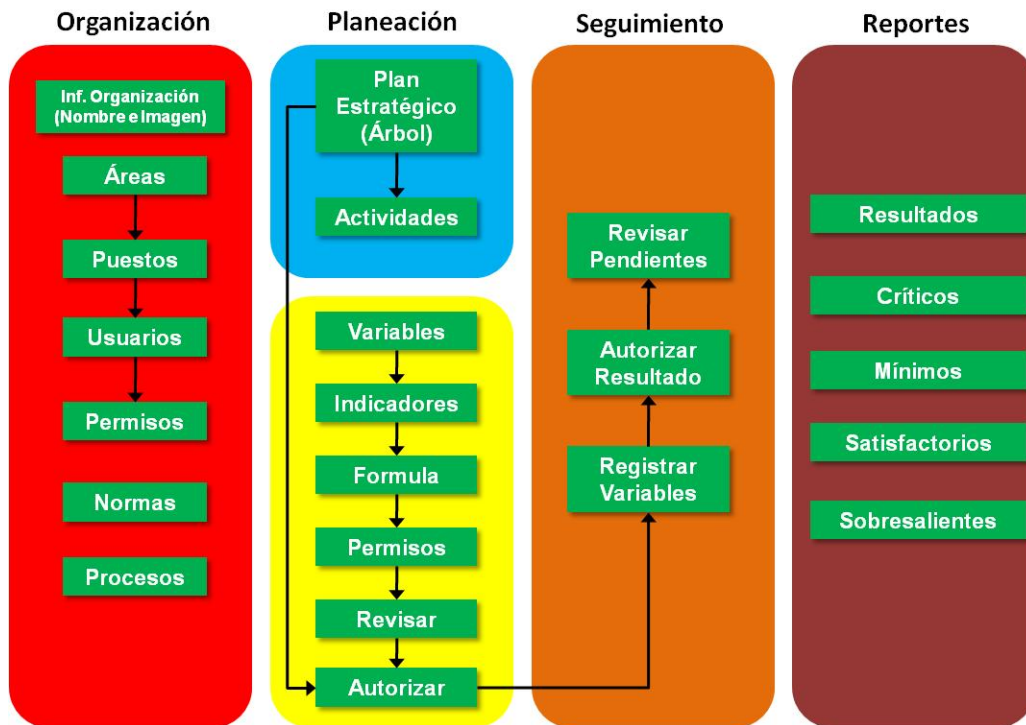 Organización
Inf. Organización
(Nombre e Imagen)
Áreas
Puestos
Usuarios
Permisos
Normas
Procesos
Planeación
Plan
Estratégico
(Árbol)
Actividades
Variables
Indicadores
Formula
Permisos
Revisar
Autorizar
Seguimiento
Revisar
Pendientes
Autorizar
Resultado
Registrar
Variables
Reportes
Resultados
Críticos
Mínimos
Satisfactorios
Sobresalientes